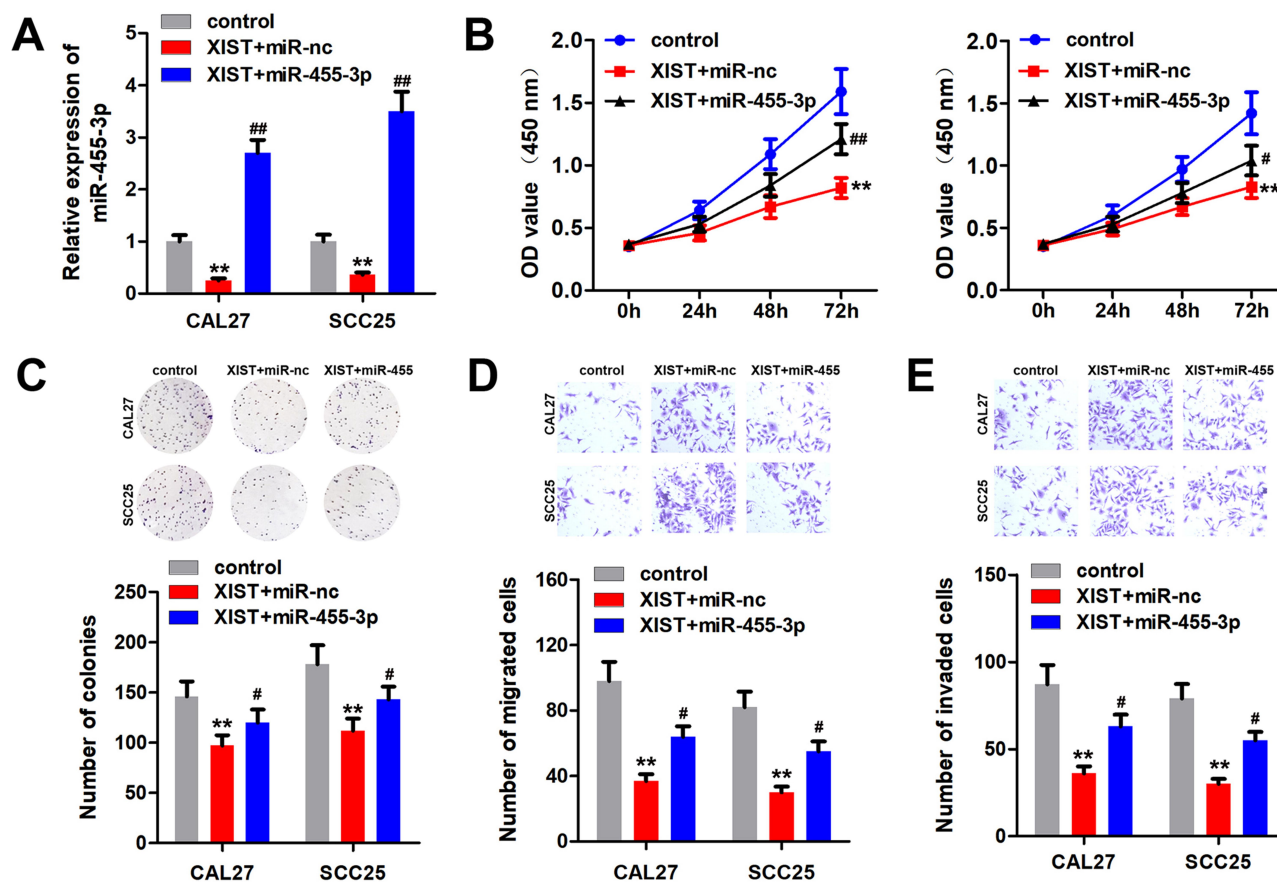 A
control
XIST+miR-nc
XIST+miR-455-3p
Relative expression of
miR-455-3p
5
4
3
2
1
0
**
##
**
##
CAL27
SCC25
B
control
XIST+miR-nc
XIST+miR-455-3p
OD value（450 nm）
2.0
1.5
1.0
0.5
0.0
##
**
0h
24h
48h
72h
control
XIST+miR-nc
XIST+miR-455-3p
OD value（450 nm）
2.0
1.5
1.0
0.5
0.0
#
**
0h
24h
48h
72h
C
control
XIST+miR-nc
XIST+miR-455
CAL27
SCC25
control
XIST+miR-nc
XIST+miR-455-3p
Number of colonies
250
200
150
100
50
0
**
#
**
#
CAL27
SCC25
D
control
XIST+miR-nc
XIST+miR-455
CAL27
SCC25
control
XIST+miR-nc
XIST+miR-455-3p
Number of migrated cells
160
120
80
40
0
**
#
**
#
CAL27
SCC25
E
control
XIST+miR-nc
XIST+miR-455
CAL27
SCC25
control
XIST+miR-nc
XIST+miR-455-3p
Number of invaded cells
150
100
50
0
**
#
**
#
CAL27
SCC25